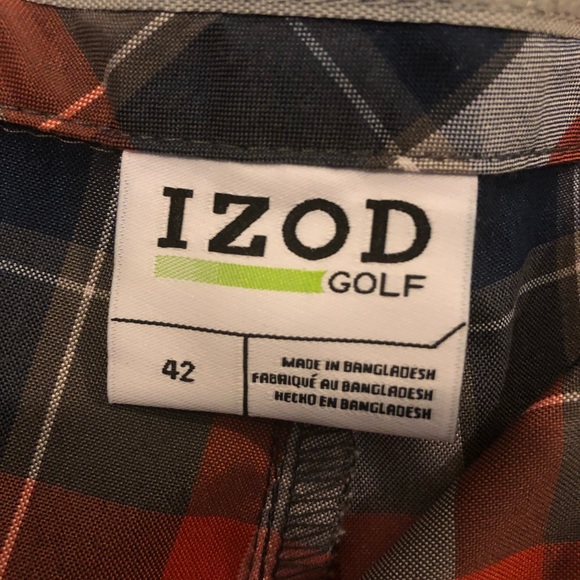 IZOD
GOLF
42
MADE IN BANGLADESH
FABRIQUÉ AU BANGLADESH
HECHO EN BANGLADESH